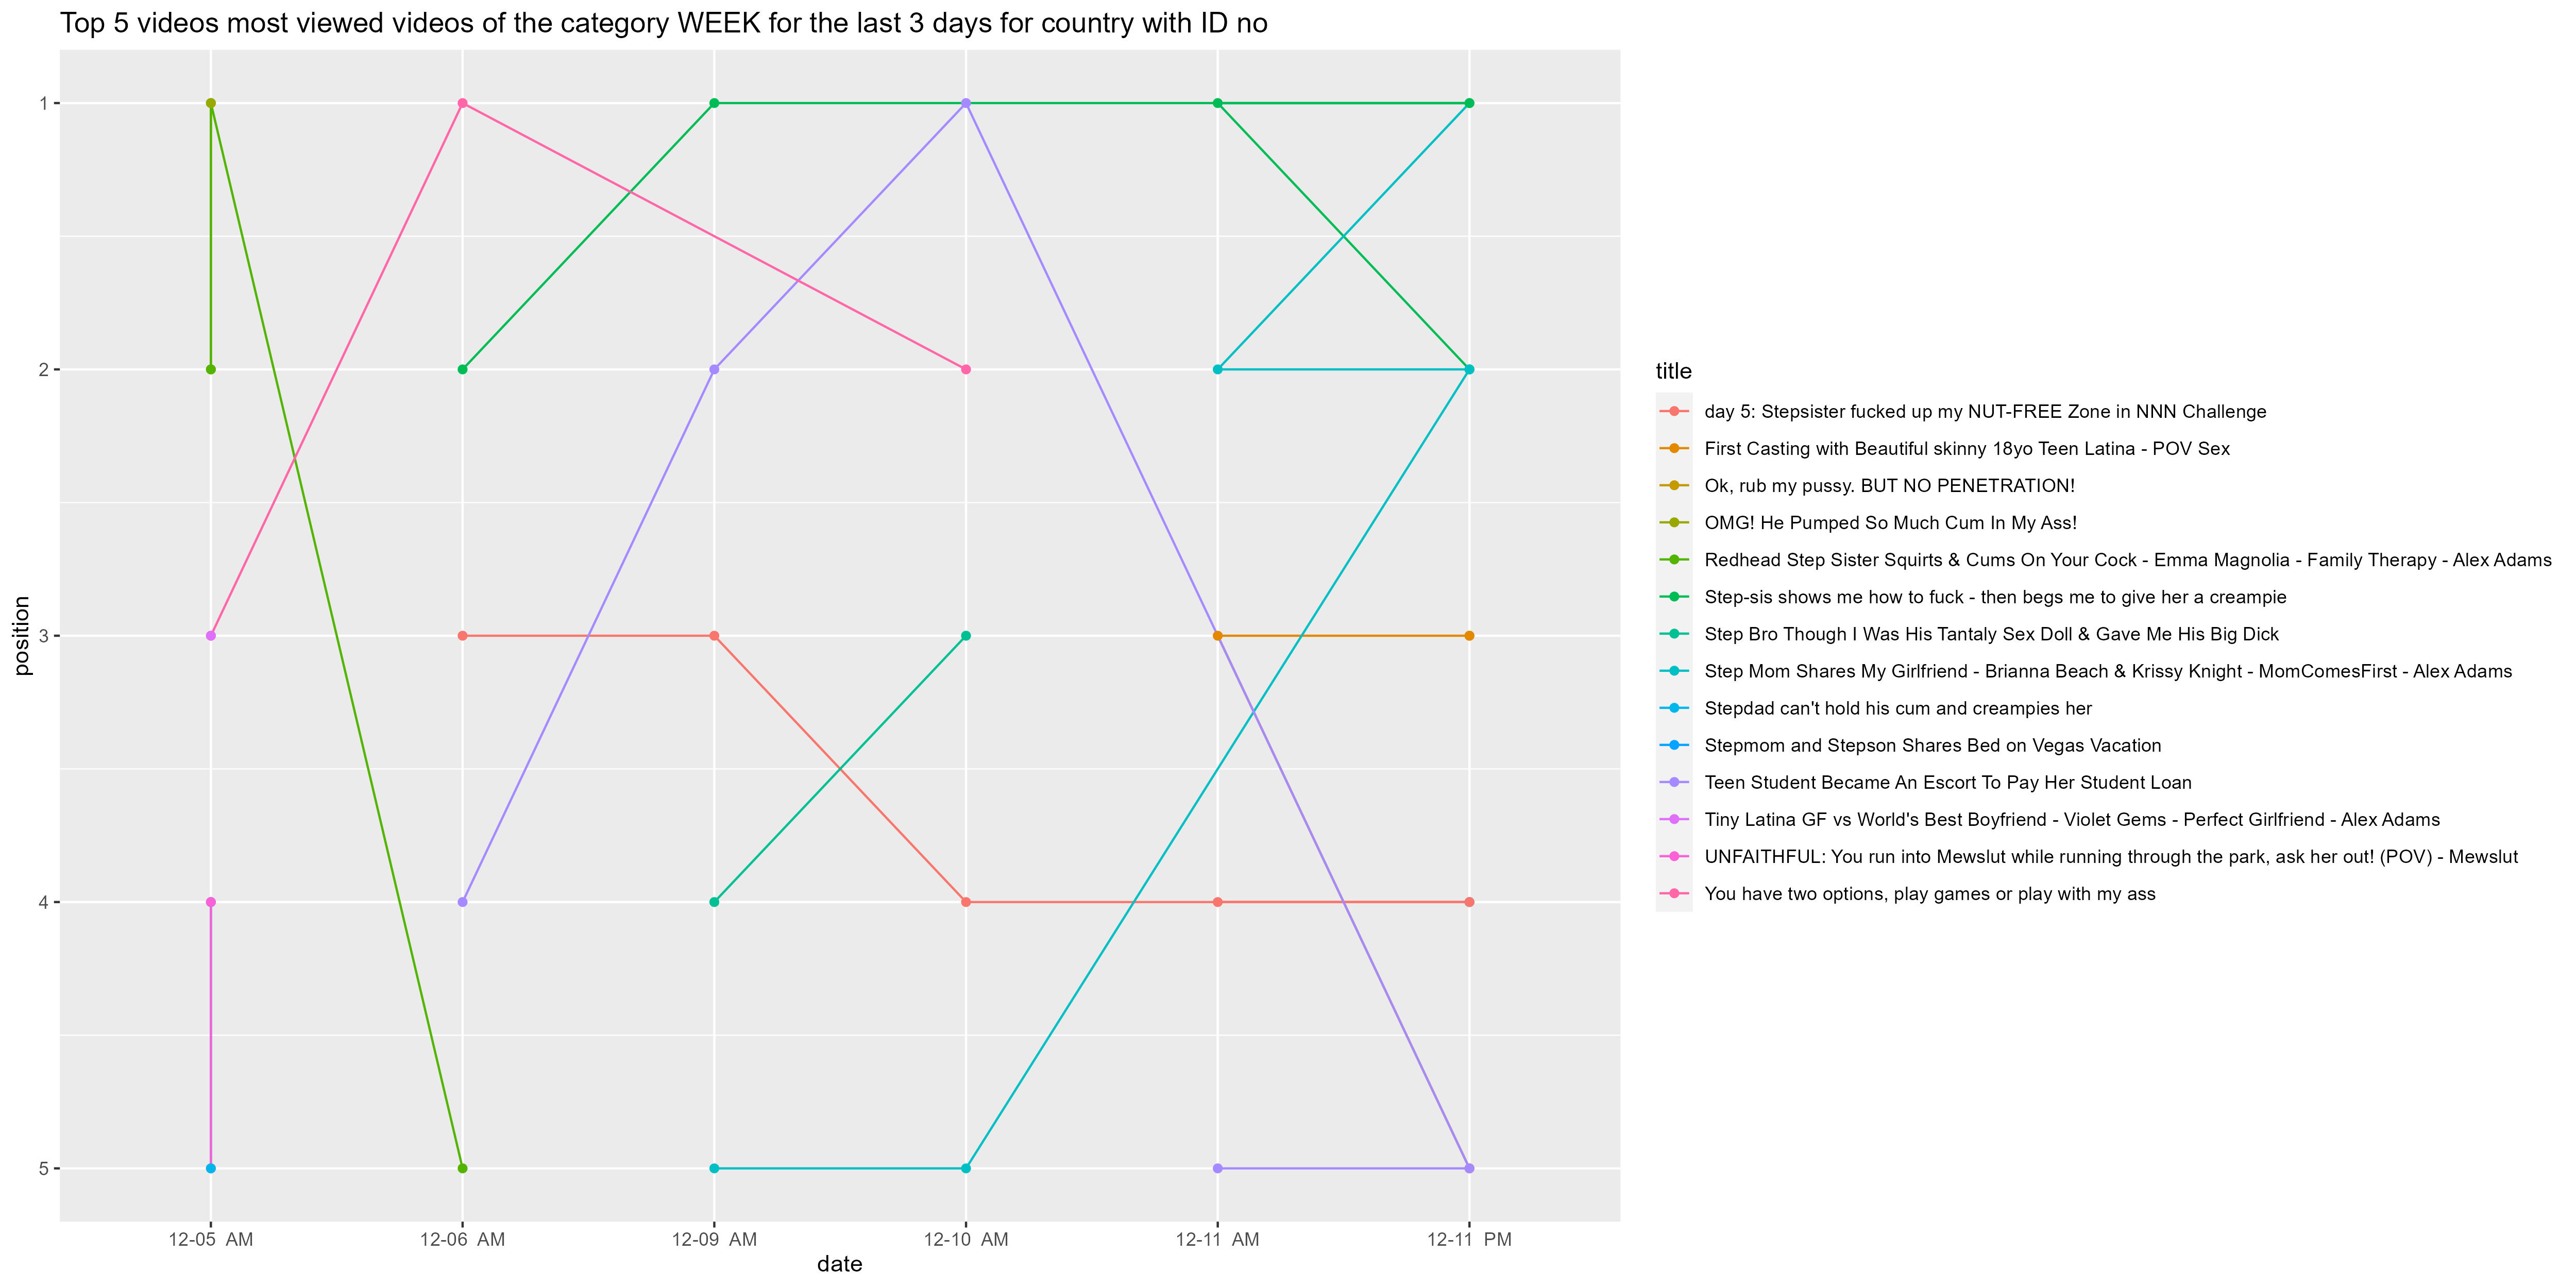 Top 5 videos most viewed videos of the category WEEK for the last 3 days for country with ID no
position
1
2
3
4
5
12-05 AM
12-06 AM
12-09 AM
12-10 AM
12-11 AM
12-11 PM
date
title
day 5: Stepsister fucked up my NUT-FREE Zone in NNN Challenge
First Casting with Beautiful skinny 18yo Teen Latina - POV Sex
Ok, rub my pussy. BUT NO PENETRATION!
OMG! He Pumped So Much Cum In My Ass!
Redhead Step Sister Squirts & Cums On Your Cock - Emma Magnolia - Family Therapy - Alex Adams
Step-sis shows me how to fuck - then begs me to give her a creampie
Step Bro Though I Was His Tantaly Sex Doll & Gave Me His Big Dick
Step Mom Shares My Girlfriend - Brianna Beach & Krissy Knight - MomComesFirst - Alex Adams
Stepdad can't hold his cum and creampies her
Stepmom and Stepson Shares Bed on Vegas Vacation
Teen Student Became An Escort To Pay Her Student Loan
Tiny Latina GF vs World's Best Boyfriend - Violet Gems - Perfect Girlfriend - Alex Adams
UNFAITHFUL: You run into Mewslut while running through the park, ask her out! (POV) - Mewslut
You have two options, play games or play with my ass